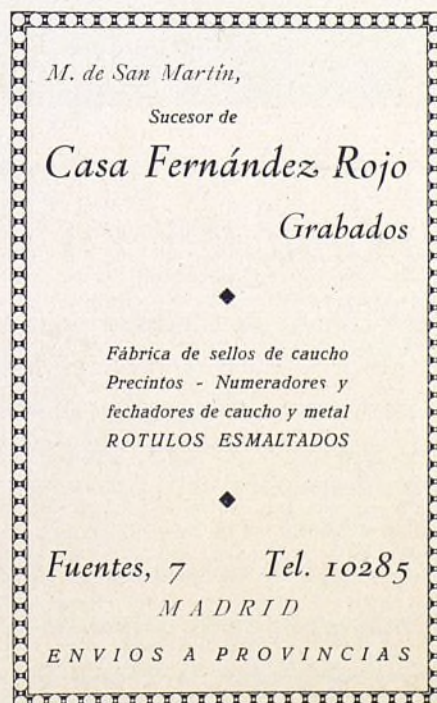 M. de San Martín,
Sucesor de
Casa Fernández Rojo
Grabados
Fábrica de sellos de caucho
Precintos - Numeradores y
fechadores de caucho y metal
ROTULOS ESMALTADOS
Fuentes, 7 Tel. 10285
MADRID
ENVIOS A PROVINCIAS